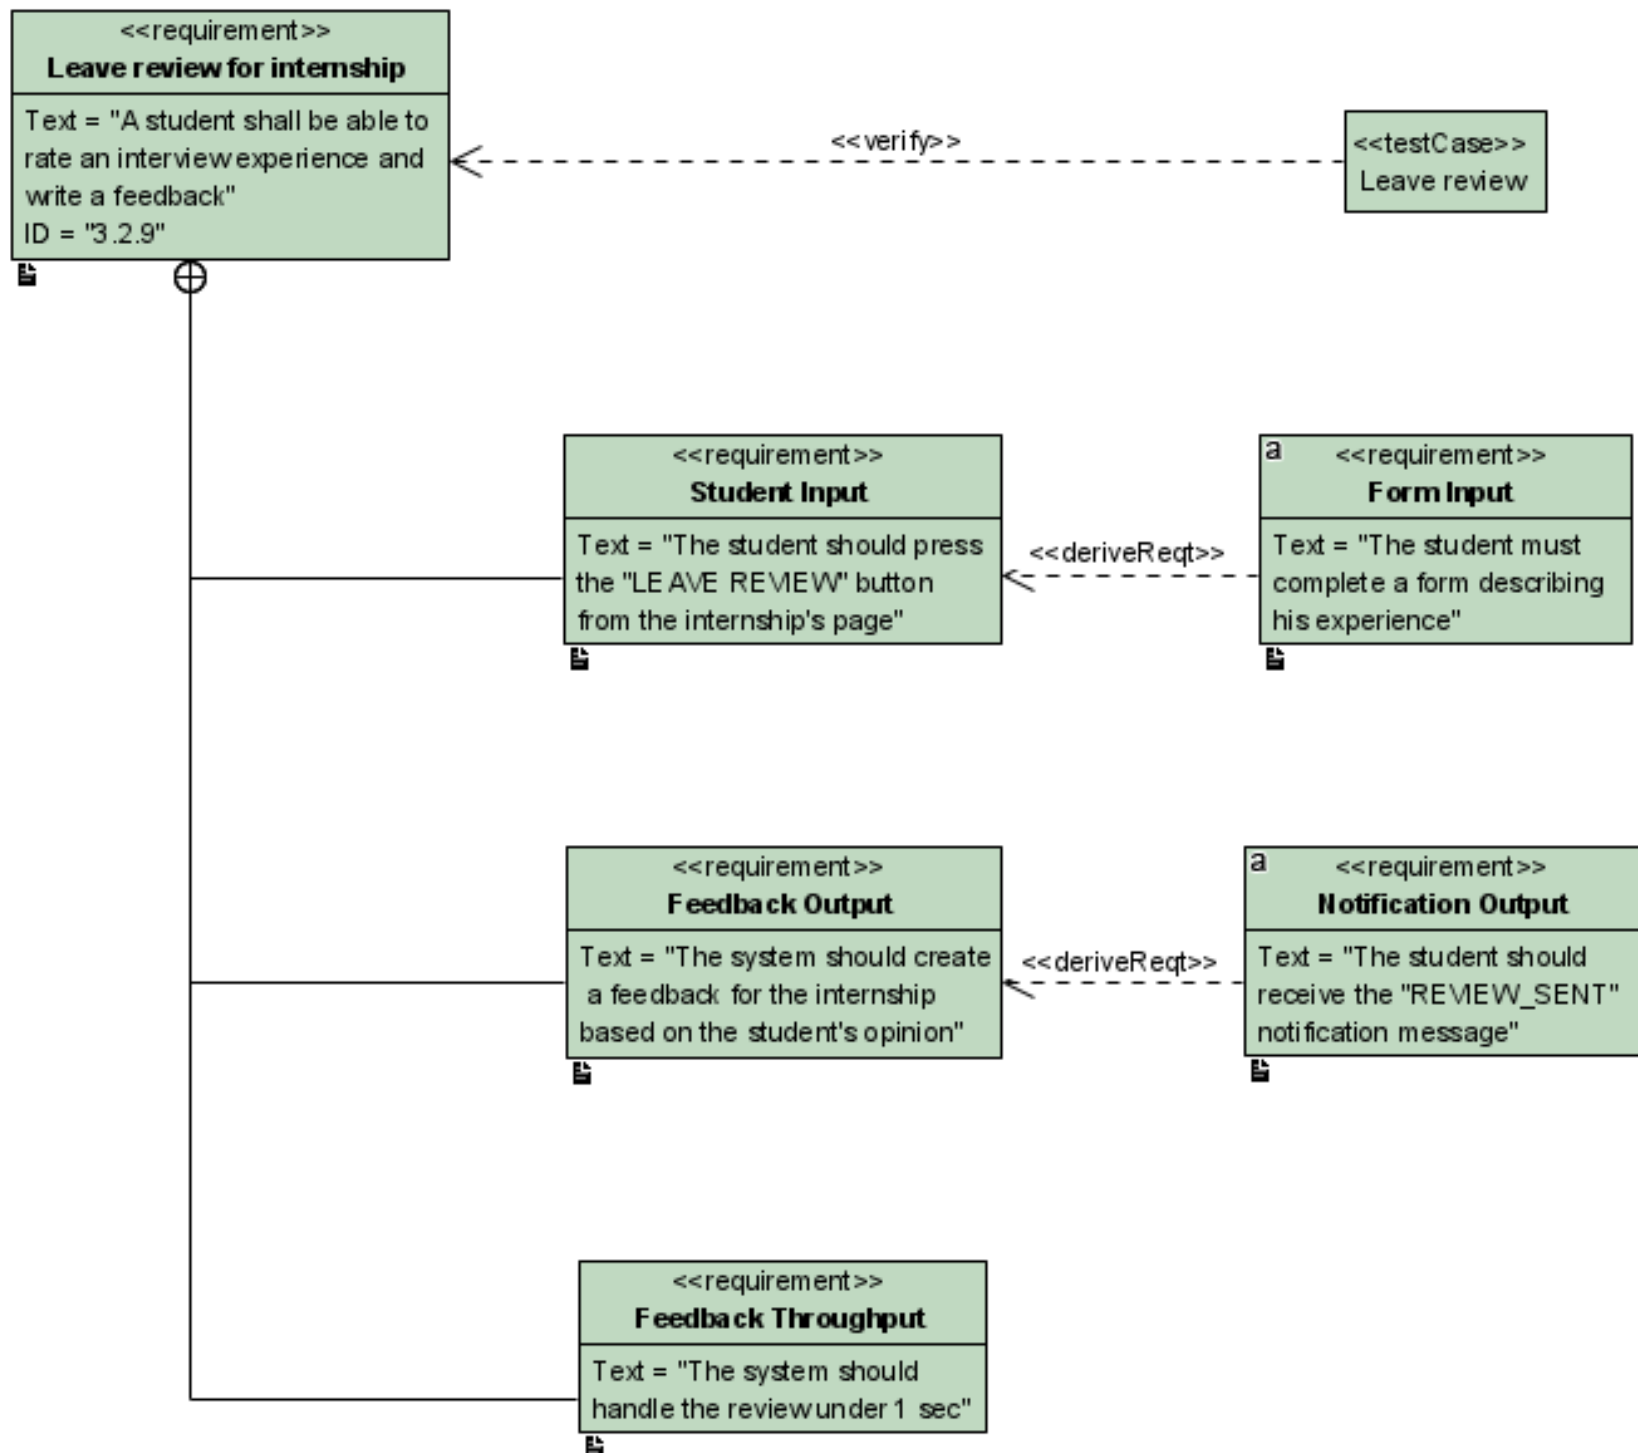 <<requirement>>
Leave review for internship
Text = "A student shall be able to
rate an interview experience and
write a feedback"
ID = "3.2.9"
<<verify>>
<<testCase>>
Leave review
<<requirement>>
Student Input
Text = "The student should press
the "LEAVE REVIEW" button
from the internship's page"
<<deriveReqt>>
a
<<requirement>>
Form Input
Text = "The student must
complete a form describing
his experience"
<<requirement>>
Feedback Output
Text = "The system should create
a feedback for the internship
based on the student's opinion"
<<deriveReqt>>
a
<<requirement>>
Notification Output
Text = "The student should
receive the "REVIEW_SENT"
notification message"
<<requirement>>
Feedback Throughput
Text = "The system should
handle the review under 1 sec"